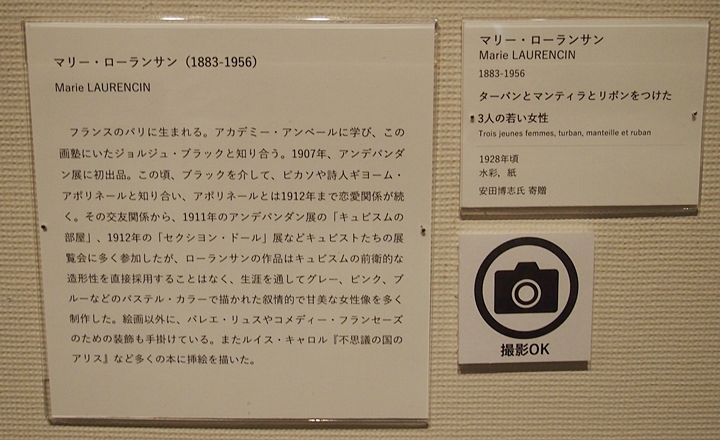 マリー・ローランサン（1883-1956）
Marie LAURENCIN
フランスのパリに生まれる。アカデミー・アンベールに学び、この
画塾にいたジョルジュ・ブラックと知り合う。1907年、アンデパンダ
ン展に初出品。この頃、ブラックを介して、ピカソや詩人ギヨーム・
アポリネールと知り合い、アポリネールとは1912年まで恋愛関係が続
く。その交友関係から、1911年のアンデパンダン展の「キュビスムの
部屋」、1912年の「セクシヨン・ドール」展などキュビストたちの展
覧会に多く参加したが、ローランサンの作品はキュビスムの前衛的な
造形性を直接採用することはなく、生涯を通してグレー、ピンク、ブ
ルーなどのパステル・カラーで描かれた叙情的で甘美な女性像を多く
制作した。絵画以外に、バレエ・リュスやコメディー・フランセーズ
のための装飾も手掛けている。またルイス・キャロル『不思議の国の
アリス』など多くの本に挿絵を描いた。
マリー・ローランサン
Marie LAURENCIN
1883-1956
ターバンとマンティラとリボンをつけた
3人の若い女性
Trois jeunes femmes, turban, manteille et ruban
1928年頃
水彩、紙
安田博志氏 寄贈
撮影OK